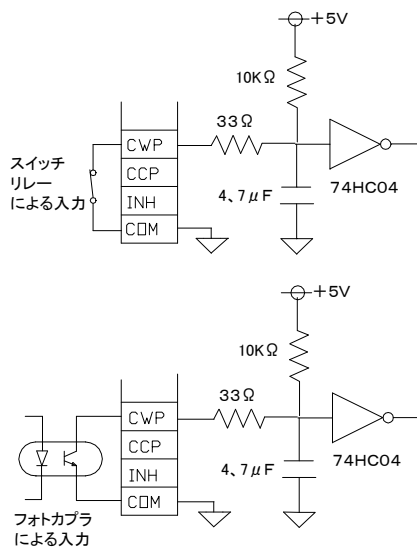 +5V
10KΩ
33Ω
CWP
スイッチ
リレー
による入力
CCP
INH
4、7μF
74HC04
COM
+5V
10KΩ
33Ω
CWP
CCP
INH
4、7μF
74HC04
COM
フォトカプラ
による入力